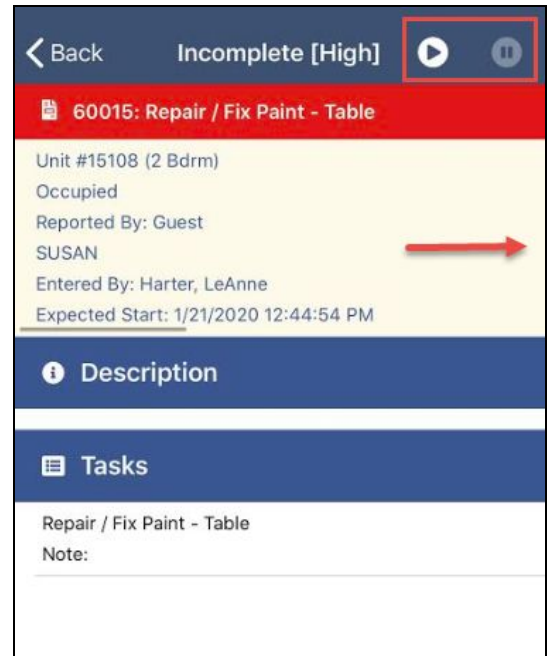 Back Incomplete [High]
60015: Repair / Fix Paint - Table
Unit #15108 (2 Bdrm)
Occupied
Reported By: Guest
SUSAN
Entered By: Harter, LeAnne
Expected Start: 1/21/2020 12:44:54 PM
Description
Tasks
Repair / Fix Paint - Table
Note: